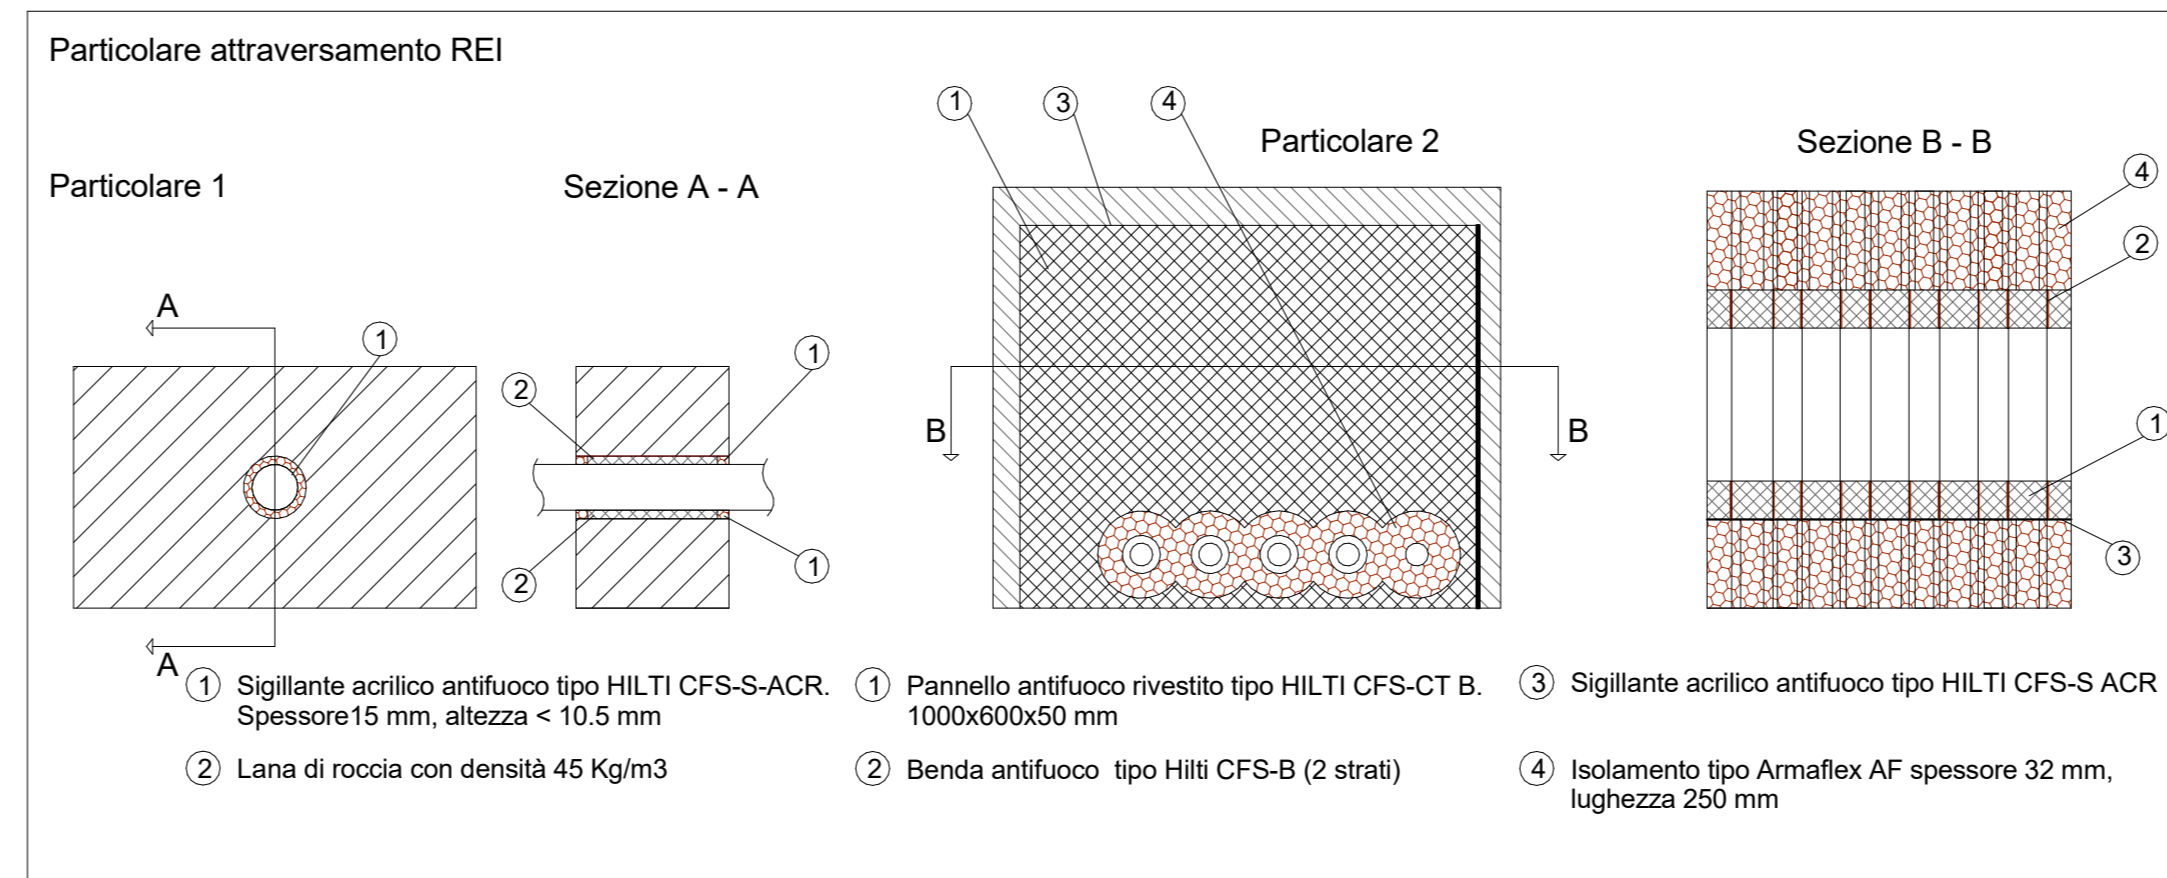 Particolare attraversamento REI
1
3
4
Particolare 2
Sezione B - B
Particolare 1
Sezione A - A
4
2
A
1
1
2
B
B
1
2
1
3
A
1 Sigillante acrilico antifuoco tipo HILTI CFS-S-ACR.
Spessore15 mm, altezza < 10.5 mm
2 Lana di roccia con densità 45 Kg/m3
1 Pannello antifuoco rivestito tipo HILTI CFS-CT B.
1000x600x50 mm
2 Benda antifuoco tipo Hilti CFS-B (2 strati)
3 Sigillante acrilico antifuoco tipo HILTI CFS-S ACR
4 Isolamento tipo Armaflex AF spessore 32 mm,
lughezza 250 mm